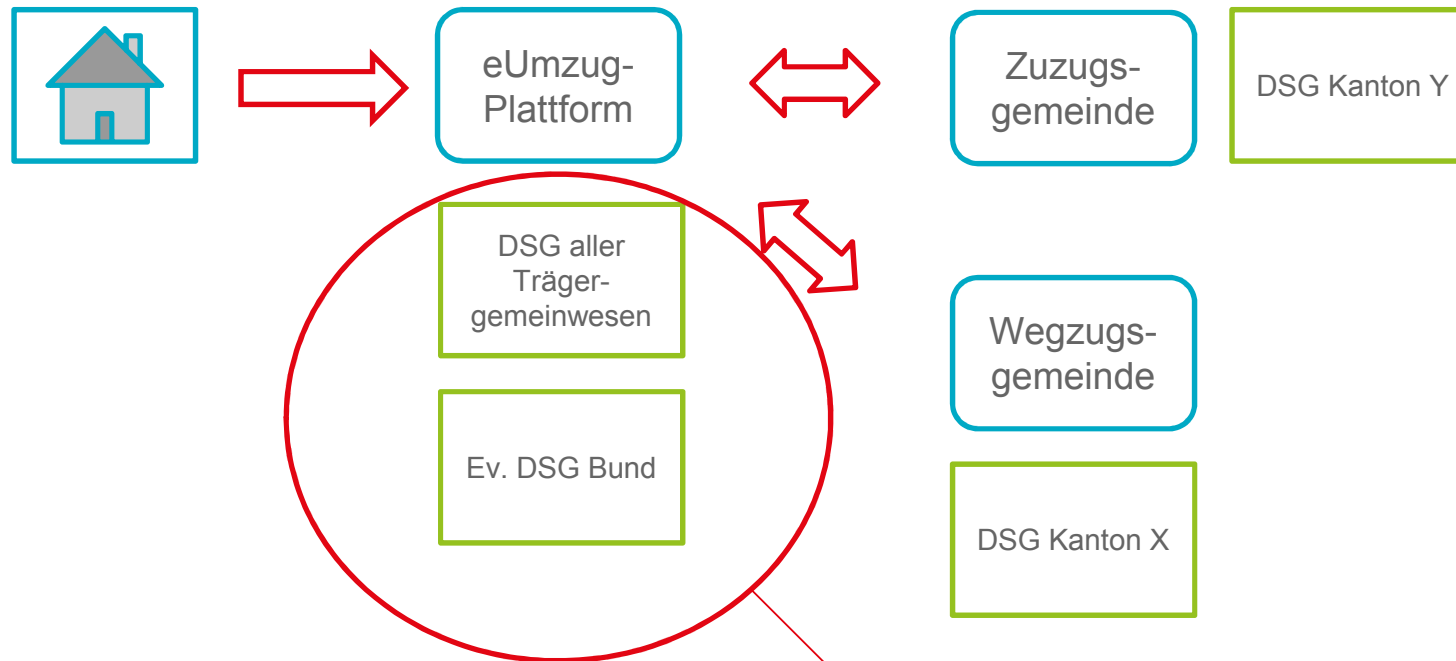 eUmzug-
Plattform
Zuzugs-
gemeinde
DSG Kanton Y
DSG aller
Träger-
gemeinwesen
Wegzugs-
gemeinde
Ev. DSG Bund
DSG Kanton X